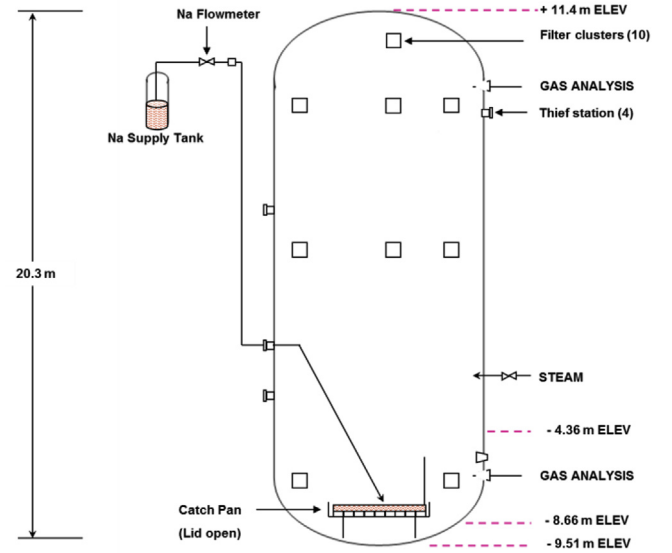 Na Flowmeter
+ 11.4 m ELEV
Filter clusters (10)
GAS ANALYSIS
Thief station (4)
Na Supply Tank
20.3 m
STEAM
- 4.36 m ELEV
GAS ANALYSIS
Catch Pan
(Lid open)
- 8.66 m ELEV
- 9.51 m ELEV